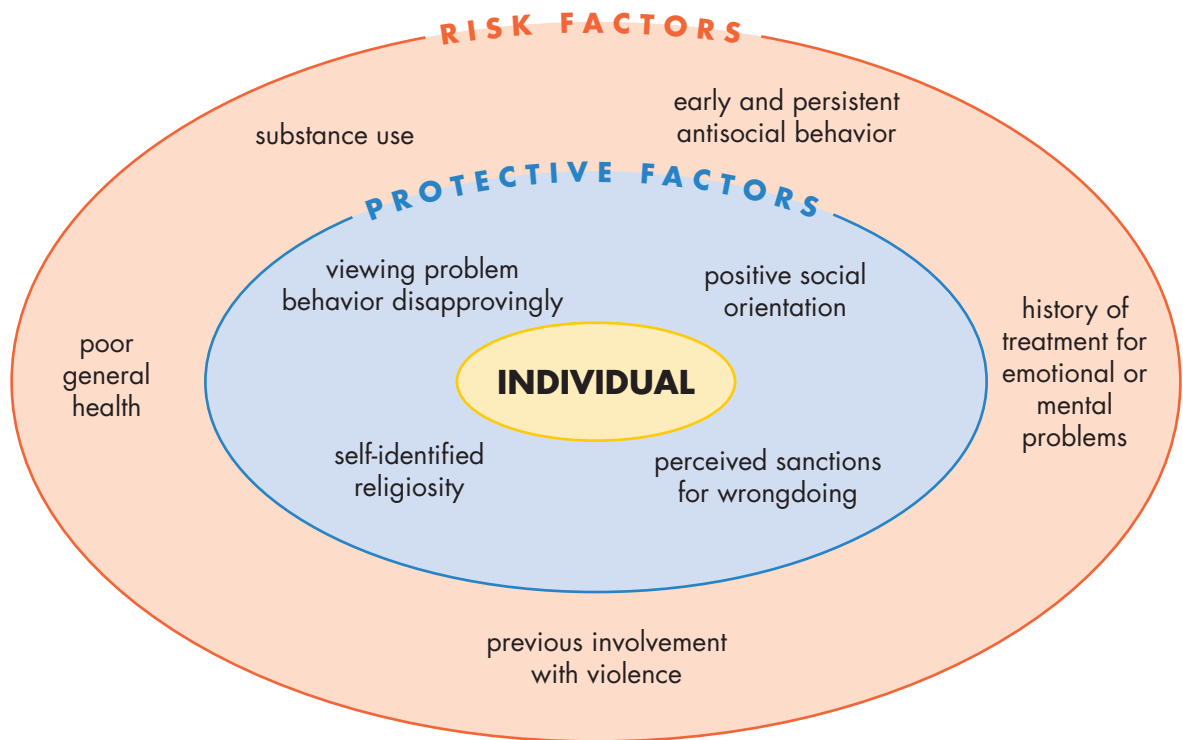 RISK FACTORS
substance use
early and persistent
antisocial behavior
PROTECTIVE FACTORS
viewing problem
behavior disapprovingly
positive social
orientation
poor
general
health
INDIVIDUAL
history of
treatment for
emotional or
mental
problems
self-identified
religiosity
perceived sanctions
for wrongdoing
previous involvement
with violence